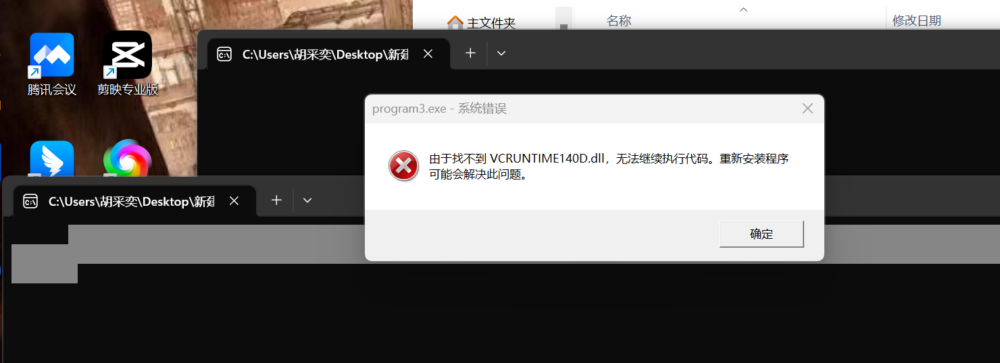 主文件夹
名称
修改日期
C:\Users\胡采奕\Desktop\新建
腾讯会议
剪映专业版
program3.exe - 系统错误
由于找不到 VCRUNTIME140D.dll，无法继续执行代码。重新安装程序
可能会解决此问题。
确定
C:\Users\胡采奕\Desktop\新建